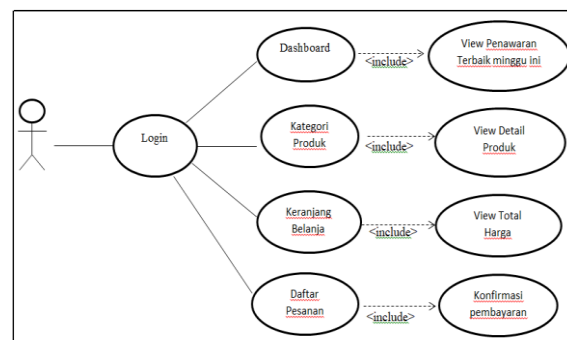 Dashboard
<include>
View Penawaran
Terbaik minggu ini
Login
Kategori
Produk
<include>
View Detail
Produk
Keranjang
Belanja
<include>
View Total
Harga
Daftar
Pesanan
<include>
Konfirmasi
pembayaran